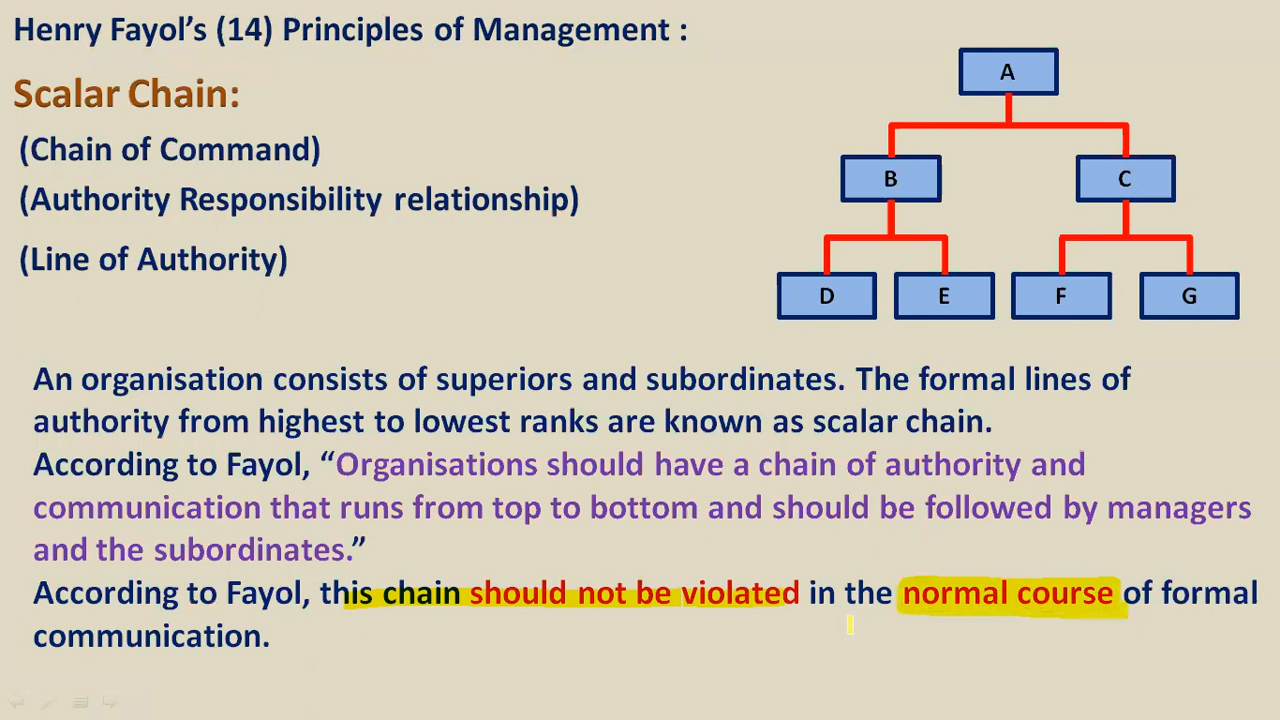 Henry Fayol’s (14) Principles of Management :
Scalar Chain:
(Chain of Command)
(Authority Responsibility relationship)
(Line of Authority)
A
B
C
D
E
F
G
An organisation consists of superiors and subordinates. The formal lines of
authority from highest to lowest ranks are known as scalar chain.
According to Fayol, “Organisations should have a chain of authority and
communication that runs from top to bottom and should be followed by managers
and the subordinates.”
According to Fayol, this chain should not be violated in the normal course of formal
communication.